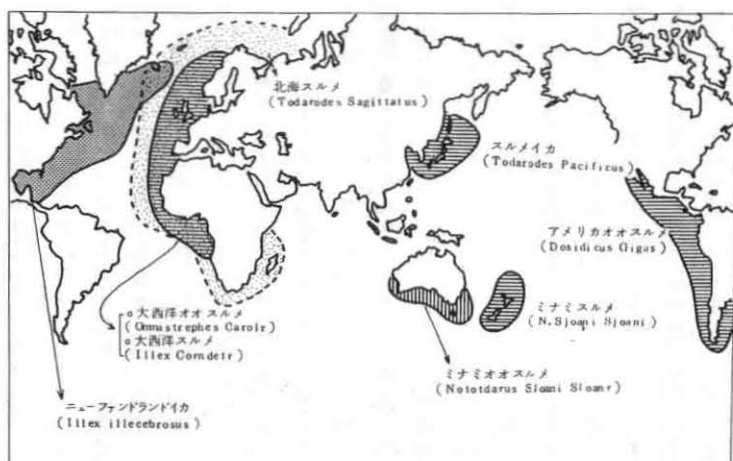 北海スルメ
(Todarodes Sagittatus)
スルメイカ
(Todarodes Pacificus)
アメリカオオスルメ
(Dosidicus Gigas)
ミナミスルメ
(N.Sjoani Sjoani)
ミナミオオスルメ
(Nototdarus Sloani Sloanr)
○大西洋オオスルメ
(Ommastrephes Carolr)
○大西洋スルメ
(Illex Corndetr)
ニューファンドランドイカ
(Illex illecebrosus)